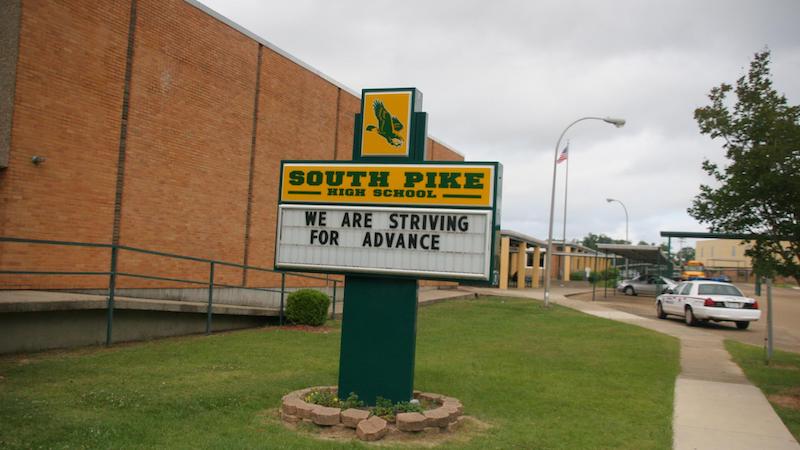 SOUTH PIKE
HIGH SCHOOL
WE ARE STRIVING
FOR ADVANCE